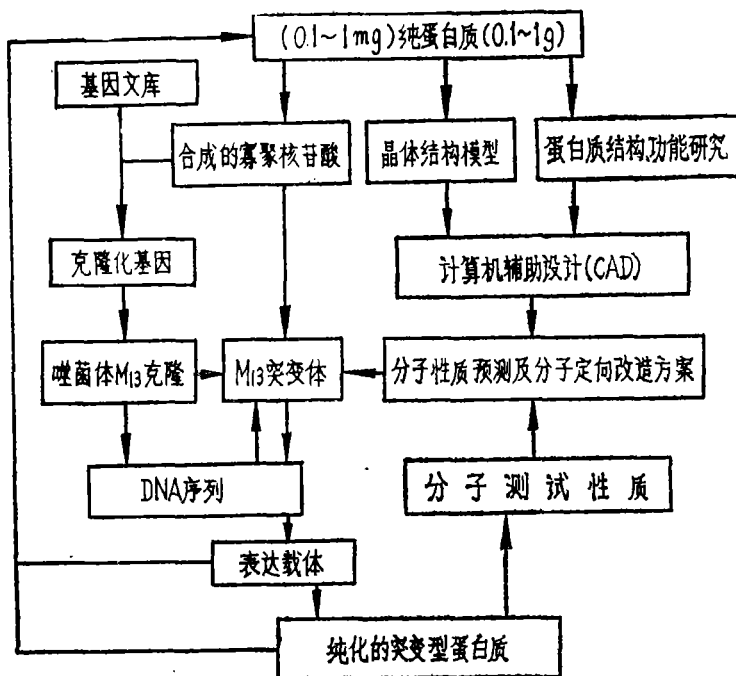 (0.1~1mg)纯蛋白质(0.1~1g)
基因文库
合成的寡聚核苷酸
晶体结构模型
蛋白质结构、功能研究
克隆化基因
计算机辅助设计(CAD)
噬菌体M13克隆
M13突变体
分子性质预测及分子定向改造方案
DNA序列
分子测试性质
表达载体
纯化的突变型蛋白质